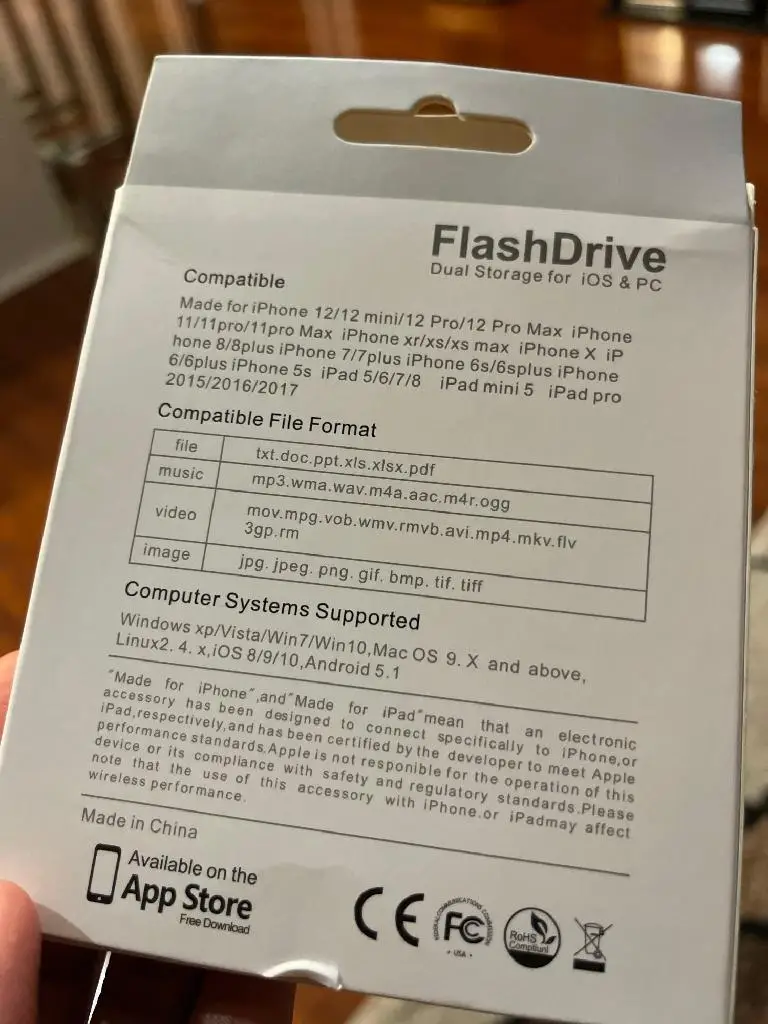 FlashDrive
Dual Storage for iOS & PC
Compatible
Made for iPhone 12/12 mini/12 Pro/12 Pro Max iPhone
11/11pro/11pro Max iPhone xr/xs/xs max iPhone X iP
hone 8/8plus iPhone 7/7plus iPhone 6s/6splus iPhone
6/6plus iPhone 5s iPad 5/6/7/8 iPad mini 5 iPad pro
2015/2016/2017
Compatible File Format
file txt.doc.ppt.xls.xlsx.pdf
music mp3.wma.wav.m4a.aac.m4r.ogg
video mov.mpg.vob.wmv.rmvb.avi.mp4.mkv.flv
3gp.rm
image jpg. jpeg. png. gif. bmp. tif. tiff
Computer Systems Supported
Windows xp/Vista/Win7/Win10,Mac OS 9. X and above,
Linux2. 4. x,iOS 8/9/10,Android 5.1
"Made for iPhone",and"Made for iPad"mean that an electronic
accessory has been designed to connect specifically to iPhone,or
iPad,respectively,and has been certified by the developer to meet Apple
performance standards.Apple is not responible for the operation of this
device or its compliance with safety and regulatory standards.Please
note that the use of this accessory with iPhone.or iPadmay affect
wireless performance.
Made in China
Available on the
App Store
Free Download
CE
FEDERAL COMMUNICATIONS COMMISSION
FC
USA
RoHS
Compliunl